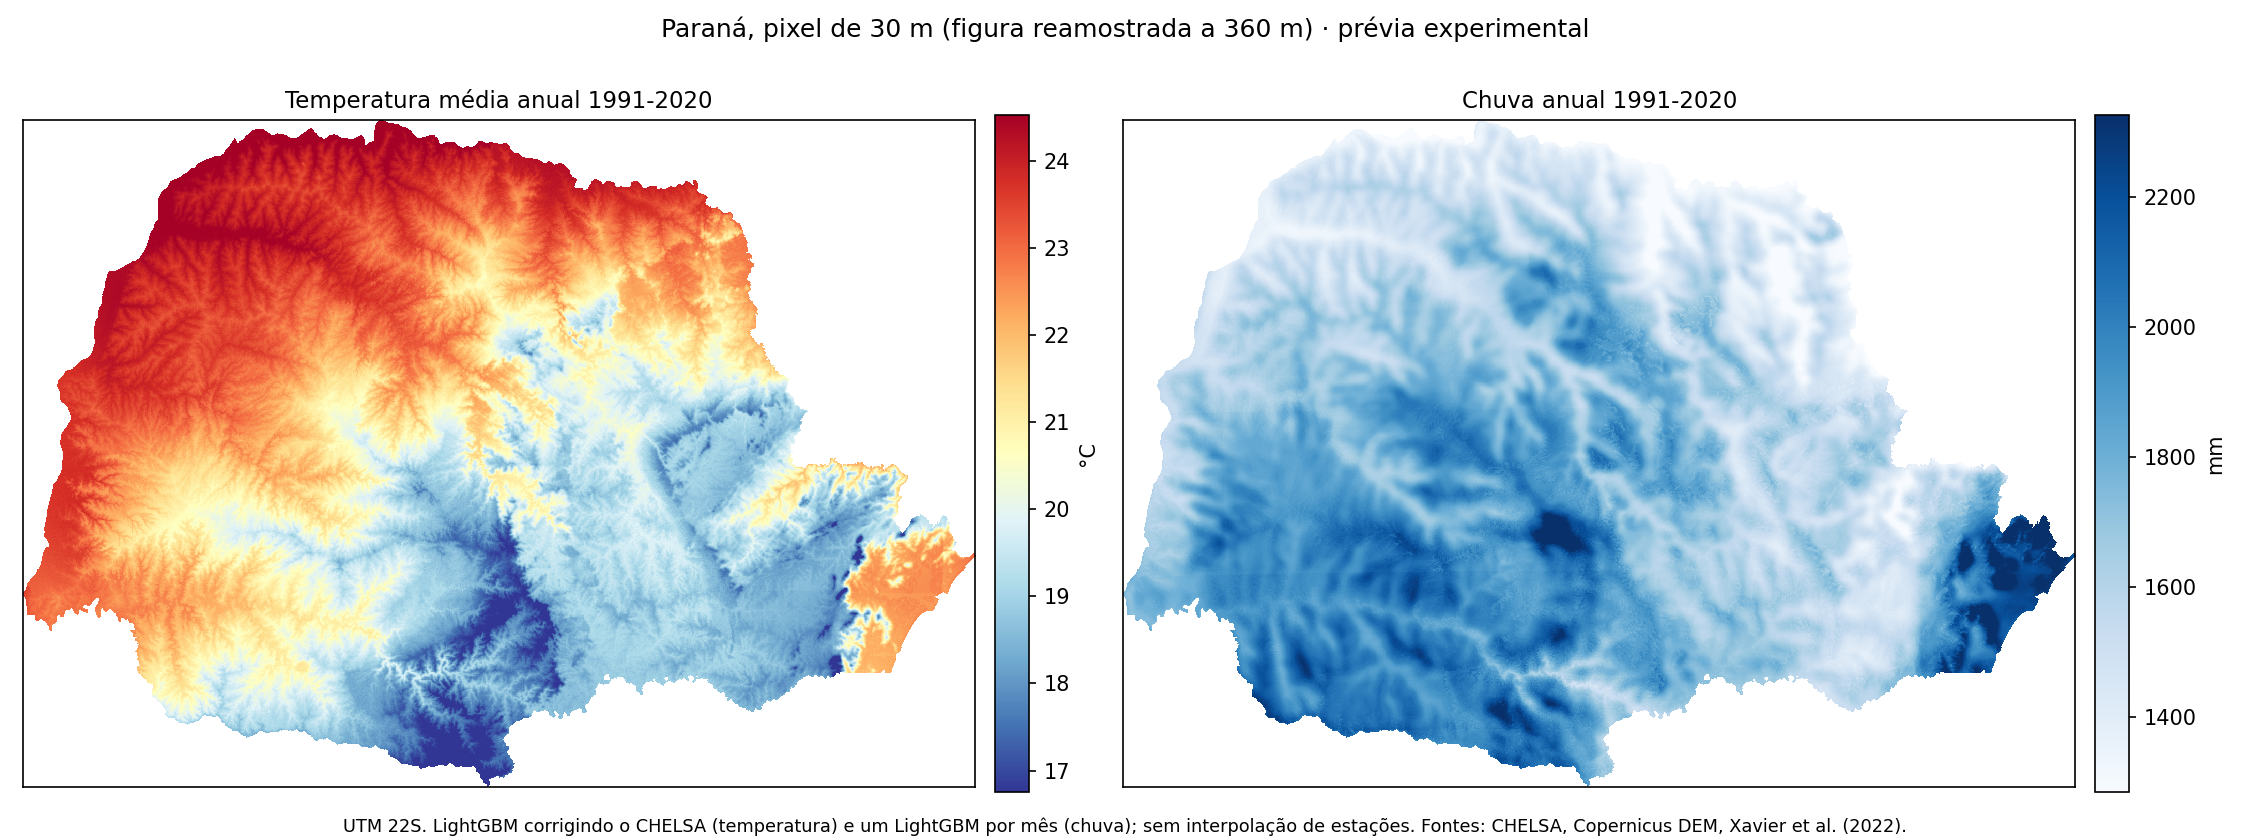 Paraná, pixel de 30 m (figura reamostrada a 360 m) · prévia experimental
Temperatura média anual 1991-2020
24
23
22
21
20
19
18
17
°C
Chuva anual 1991-2020
2200
2000
1800
1600
1400
mm
UTM 22S. LightGBM corrigindo o CHELSA (temperatura) e um LightGBM por mês (chuva); sem interpolação de estações. Fontes: CHELSA, Copernicus DEM, Xavier et al. (2022).